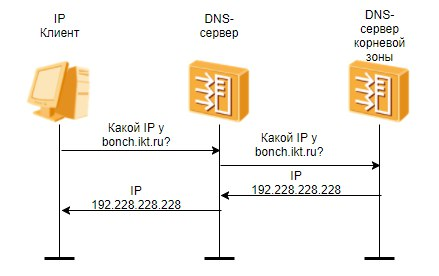 IP
Клиент
DNS-
сервер
DNS-
сервер
корневой
зоны
Какой IP у
bonch.ikt.ru?
Какой IP у
bonch.ikt.ru?
IP
192.228.228.228
IP
192.228.228.228